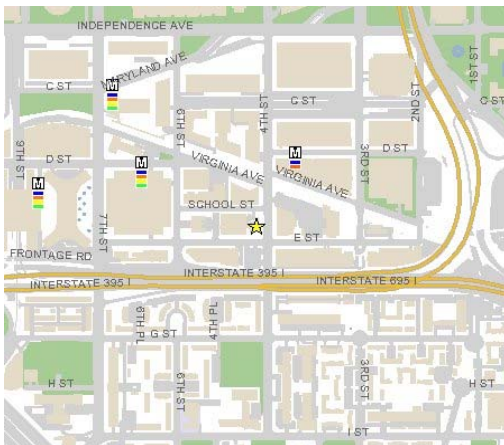 INDEPENDENCE AVE
MARYLAND AVE
1ST ST
M
C ST
C ST
C ST
2ND ST
6TH ST
4TH ST
9TH ST
D ST
M
VIRGINIA AVE
M
3RD ST
D ST
VIRGINIA AVE
M
SCHOOL ST
7TH ST
E ST
FRONTAGE RD
INTERSTATE 395 I
INTERSTATE 395 I
INTERSTATE 695 I
6TH PL
G ST
4TH PL
H ST
6TH ST
3RD ST
H ST
I ST